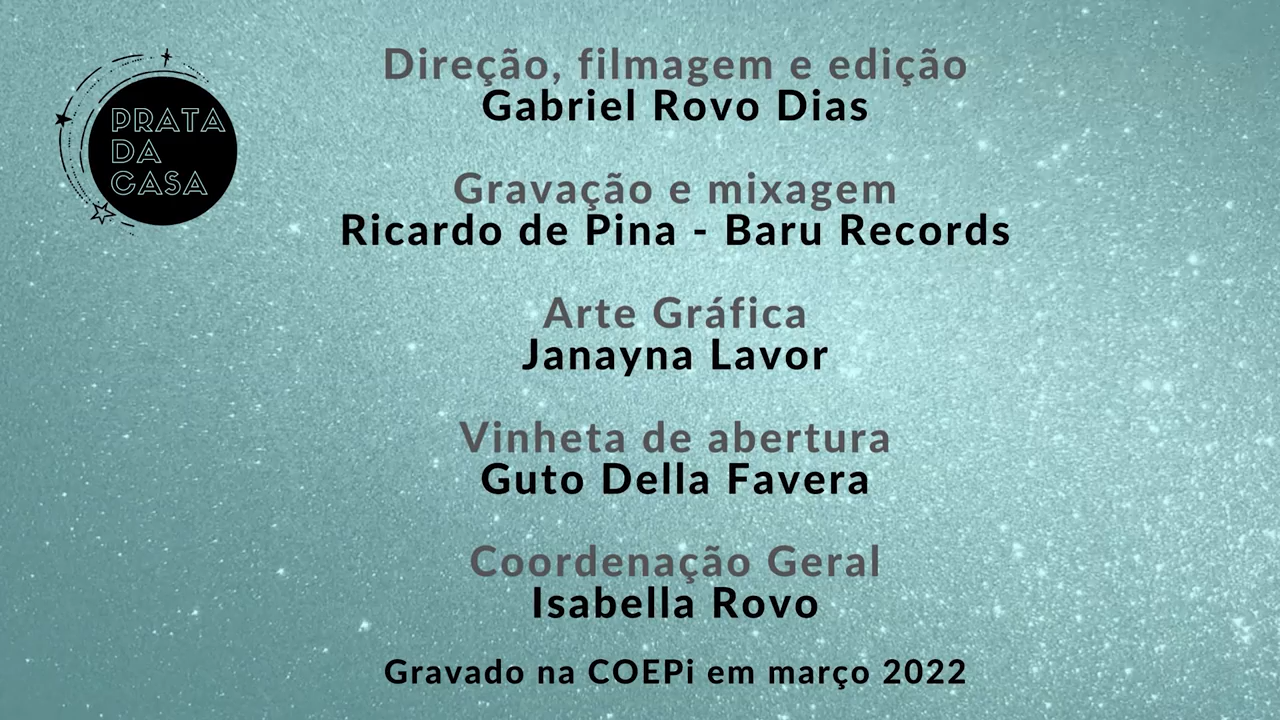 PRATA
DA
CASA
Direção, filmagem e edição
Gabriel Rovo Dias
Gravação e mixagem
Ricardo de Pina - Baru Records
Arte Gráfica
Janayna Lavor
Vinheta de abertura
Guto Della Favera
Coordenação Geral
Isabella Rovo
Gravado na COEPi em março 2022